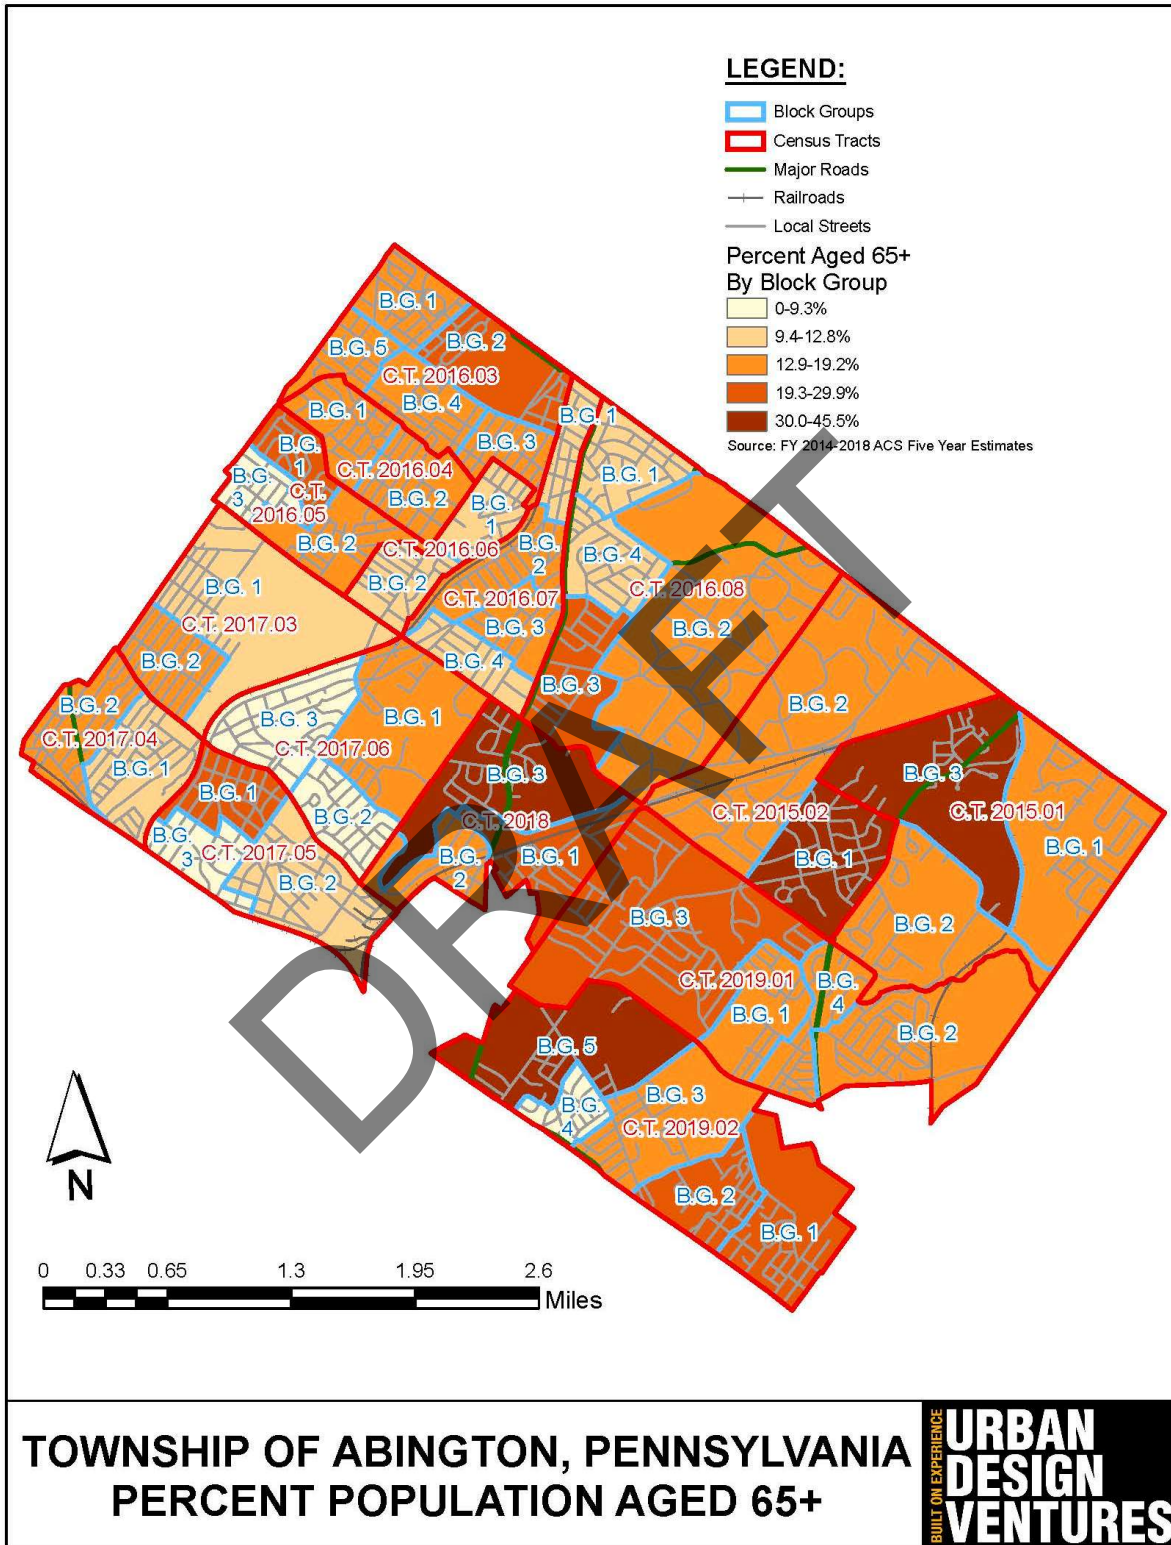 LEGEND:
Block Groups
Census Tracts
Major Roads
Railroads
Local Streets
Percent Aged 65+
By Block Group
0-9.3%
9.4-12.8%
12.9-19.2%
19.3-29.9%
30.0-45.5%
Source: FY 2014-2018 ACS Five Year Estimates
B.G. 1
B.G. 2
B.G. 5
C.T. 2016.03
B.G. 4
B.G. 1
B.G. 1
B.G. 3
B.G. 1
B.G.
1
C.T. 2016.04
B.G.
3
C.T.
2016.05
B.G. 2
B.G.
1
B.G. 2
C.T. 2016.06
B.G.
2
B.G. 4
B.G. 2
C.T. 2016.08
B.G. 1
C.T. 2016.07
C.T. 2017.03
B.G. 3
B.G. 2
B.G. 2
B.G. 4
B.G. 3
B.G. 2
B.G. 2
B.G. 3
B.G. 1
C.T. 2017.04
C.T. 2017.06
B.G. 1
B.G. 3
B.G. 3
B.G. 1
B.G. 2
C.T. 2018
C.T. 2015.02
C.T. 2015.01
B.G.
3
C.T. 2017.05
B.G. 2
B.G.
2
B.G. 1
B.G. 1
B.G. 1
B.G. 3
B.G. 2
C.T. 2019.01
B.G. 1
B.G.
4
B.G. 2
B.G. 5
B.G. 3
B.G.
4
C.T. 2019.02
B.G. 2
B.G. 1
DRAFT
N
0 0.33 0.65 1.3 1.95 2.6
Miles
TOWNSHIP OF ABINGTON, PENNSYLVANIA
PERCENT POPULATION AGED 65+
BUILT ON EXPERIENCE
URBAN
DESIGN
VENTURES